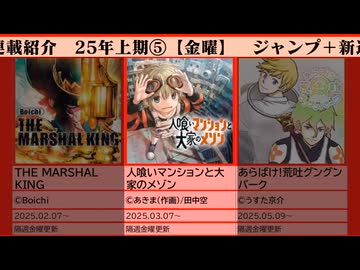 連載紹介　25年上期⑤【金曜】　ジャンプ＋新連
Boichi
THE MARSHAL KING
人喰いマンションと大家のメゾン
THE MARSHAL
KING
©Boichi
2025.02.07～
隔週金曜更新
人喰いマンションと大
家のメゾン
©あきま(作画)/田中空
2025.03.07～
隔週金曜更新
あらばけ!荒吐グングン
パーク
©うすた京介
2025.05.09～
隔週金曜更新